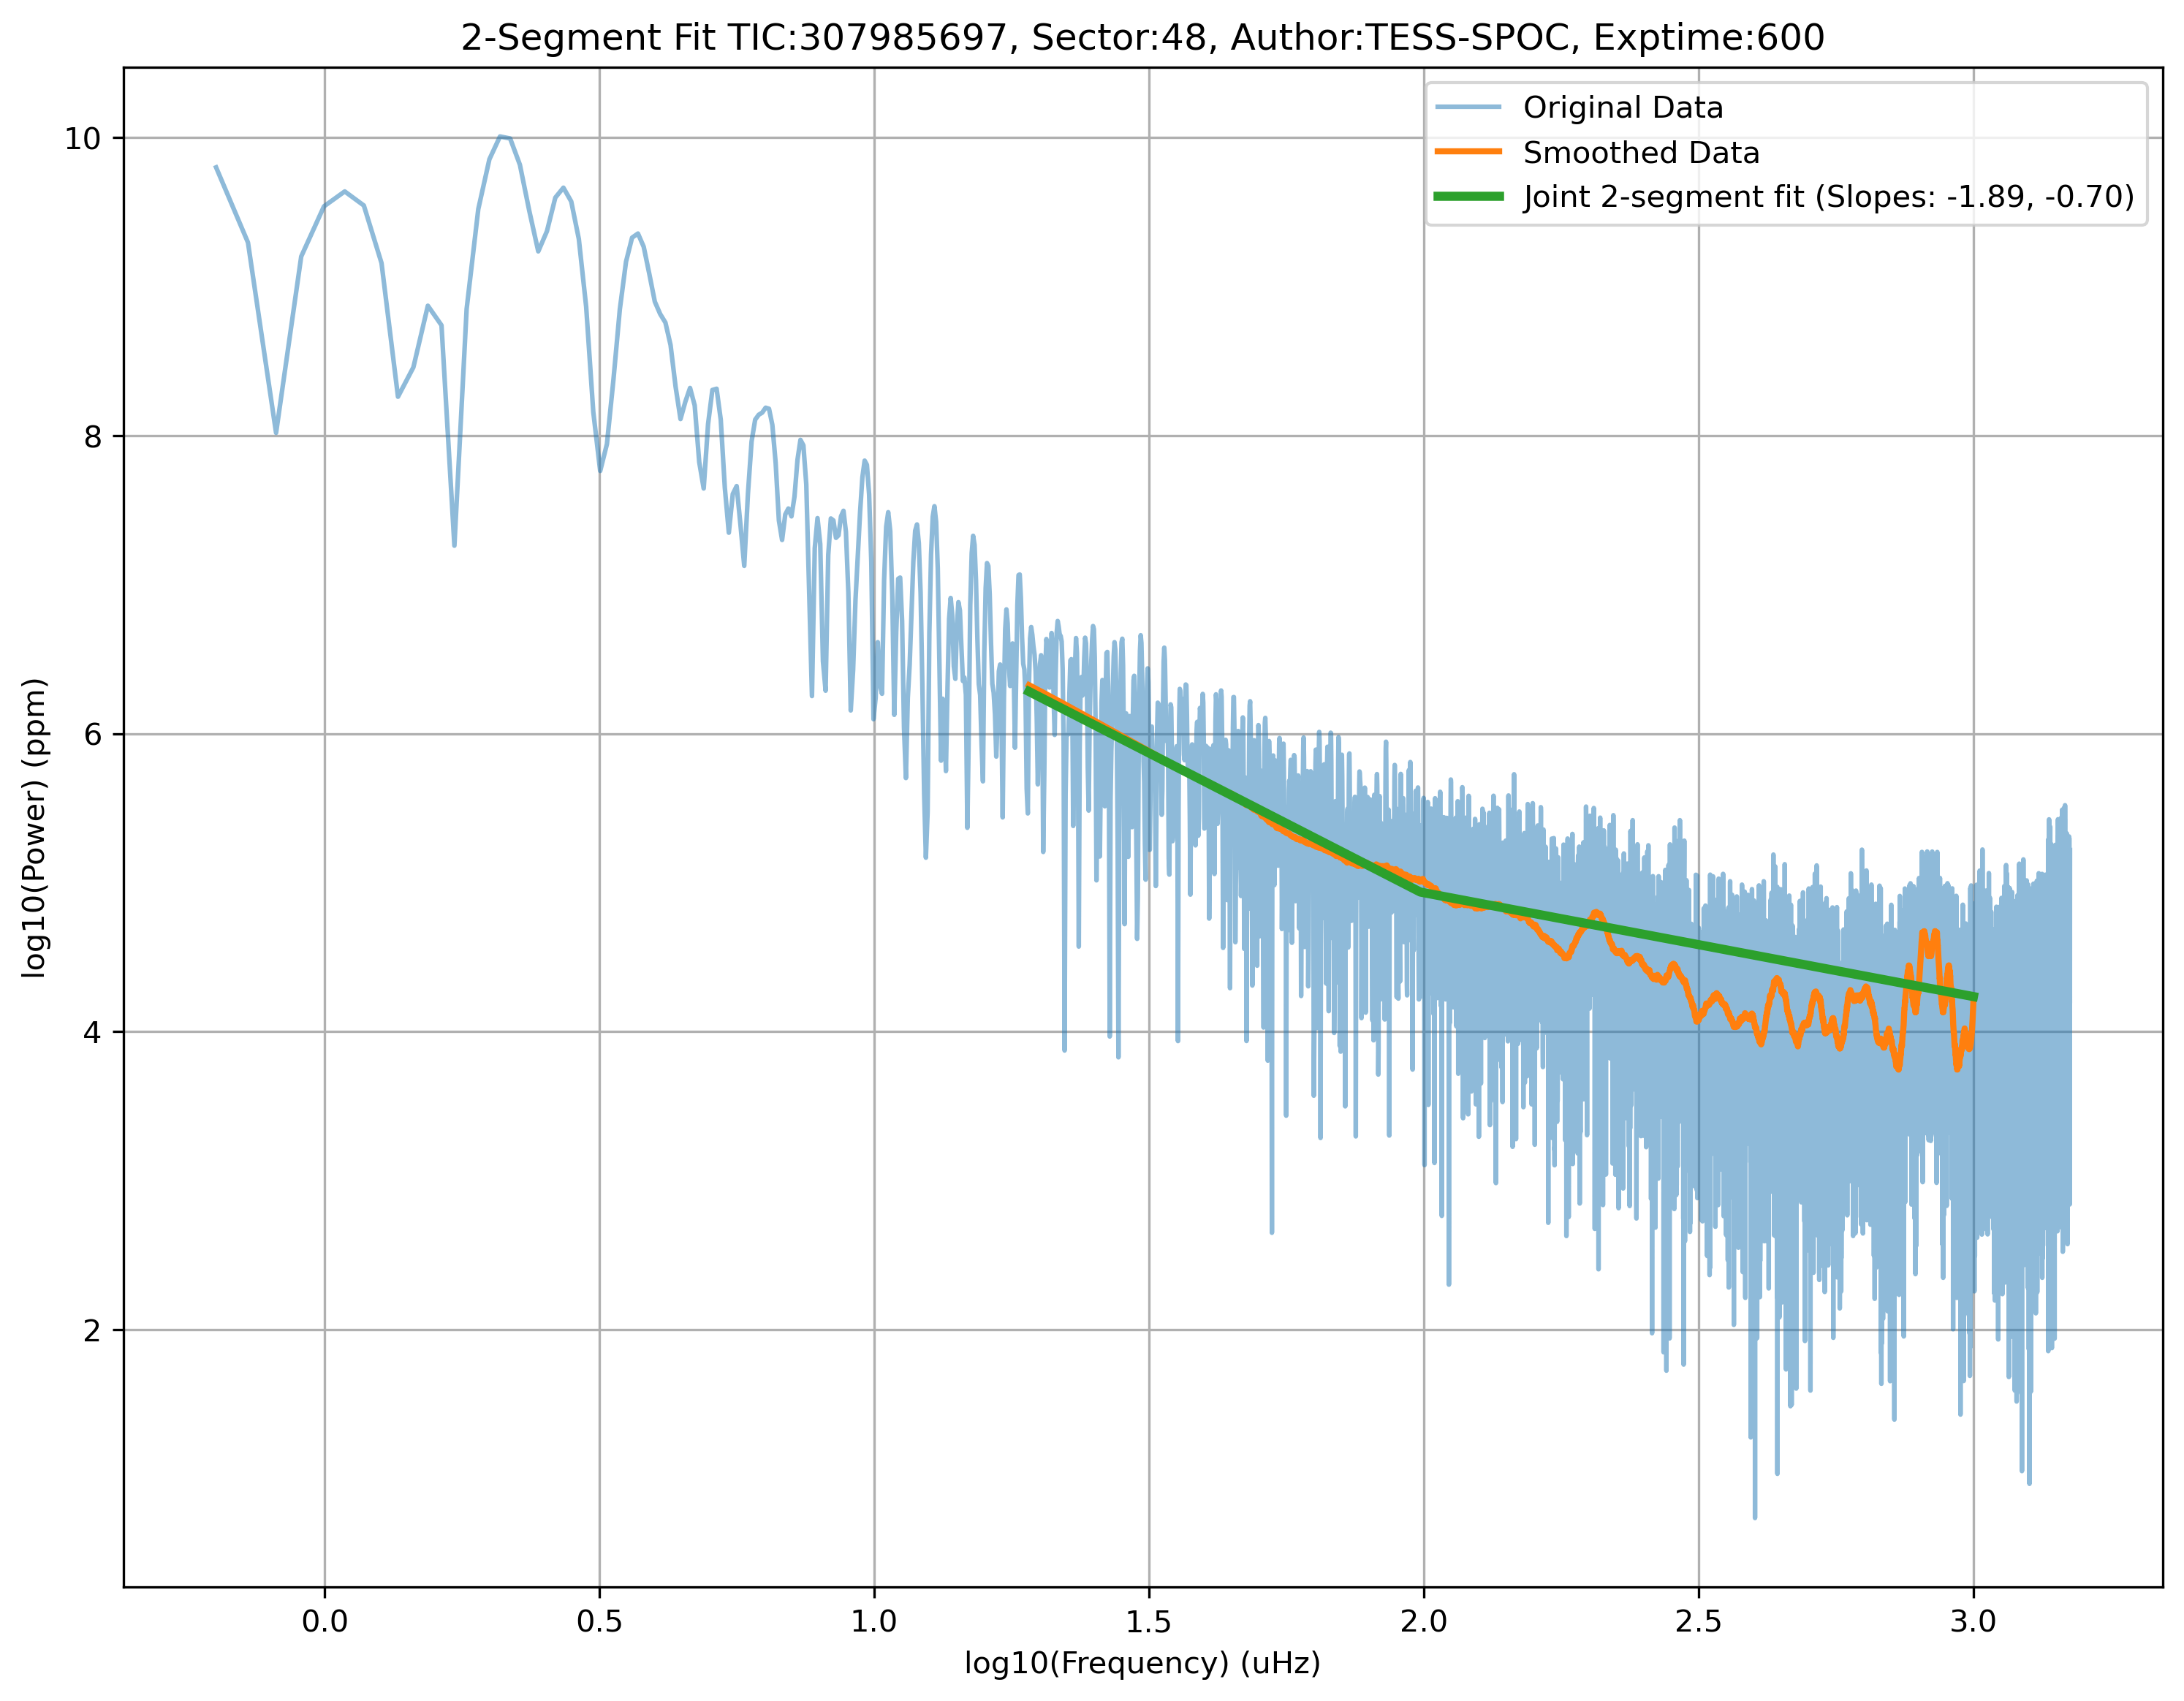 2-Segment Fit TIC:307985697, Sector:48, Author:TESS-SPOC, Exptime:600
Original Data
Smoothed Data
Joint 2-segment fit (Slopes: -1.89, -0.70)
log10(Power) (ppm)
10
8
6
4
2
0.0 0.5 1.0 1.5 2.0 2.5 3.0
log10(Frequency) (uHz)